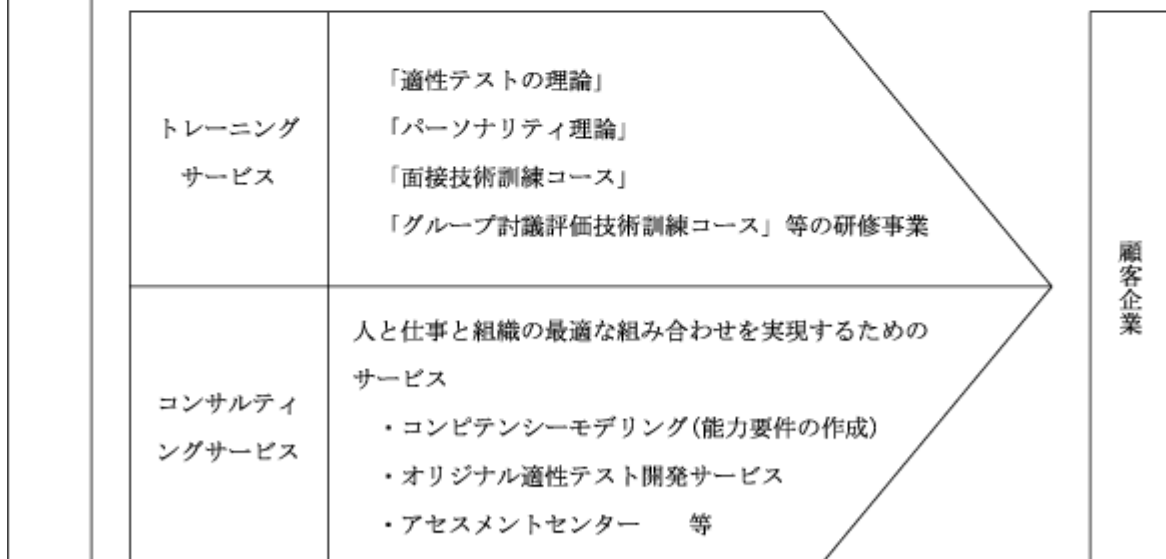 トレーニング
サービス
「適性テストの理論」
「パーソナリティ理論」
「面接技術訓練コース」
「グループ討議評価技術訓練コース」等の研修事業
コンサルティ
ングサービス
人と仕事と組織の最適な組み合わせを実現するための
サービス
・コンピテンシーモデリング(能力要件の作成)
・オリジナル適性テスト開発サービス
・アセスメントセンター　　等
顧客企業